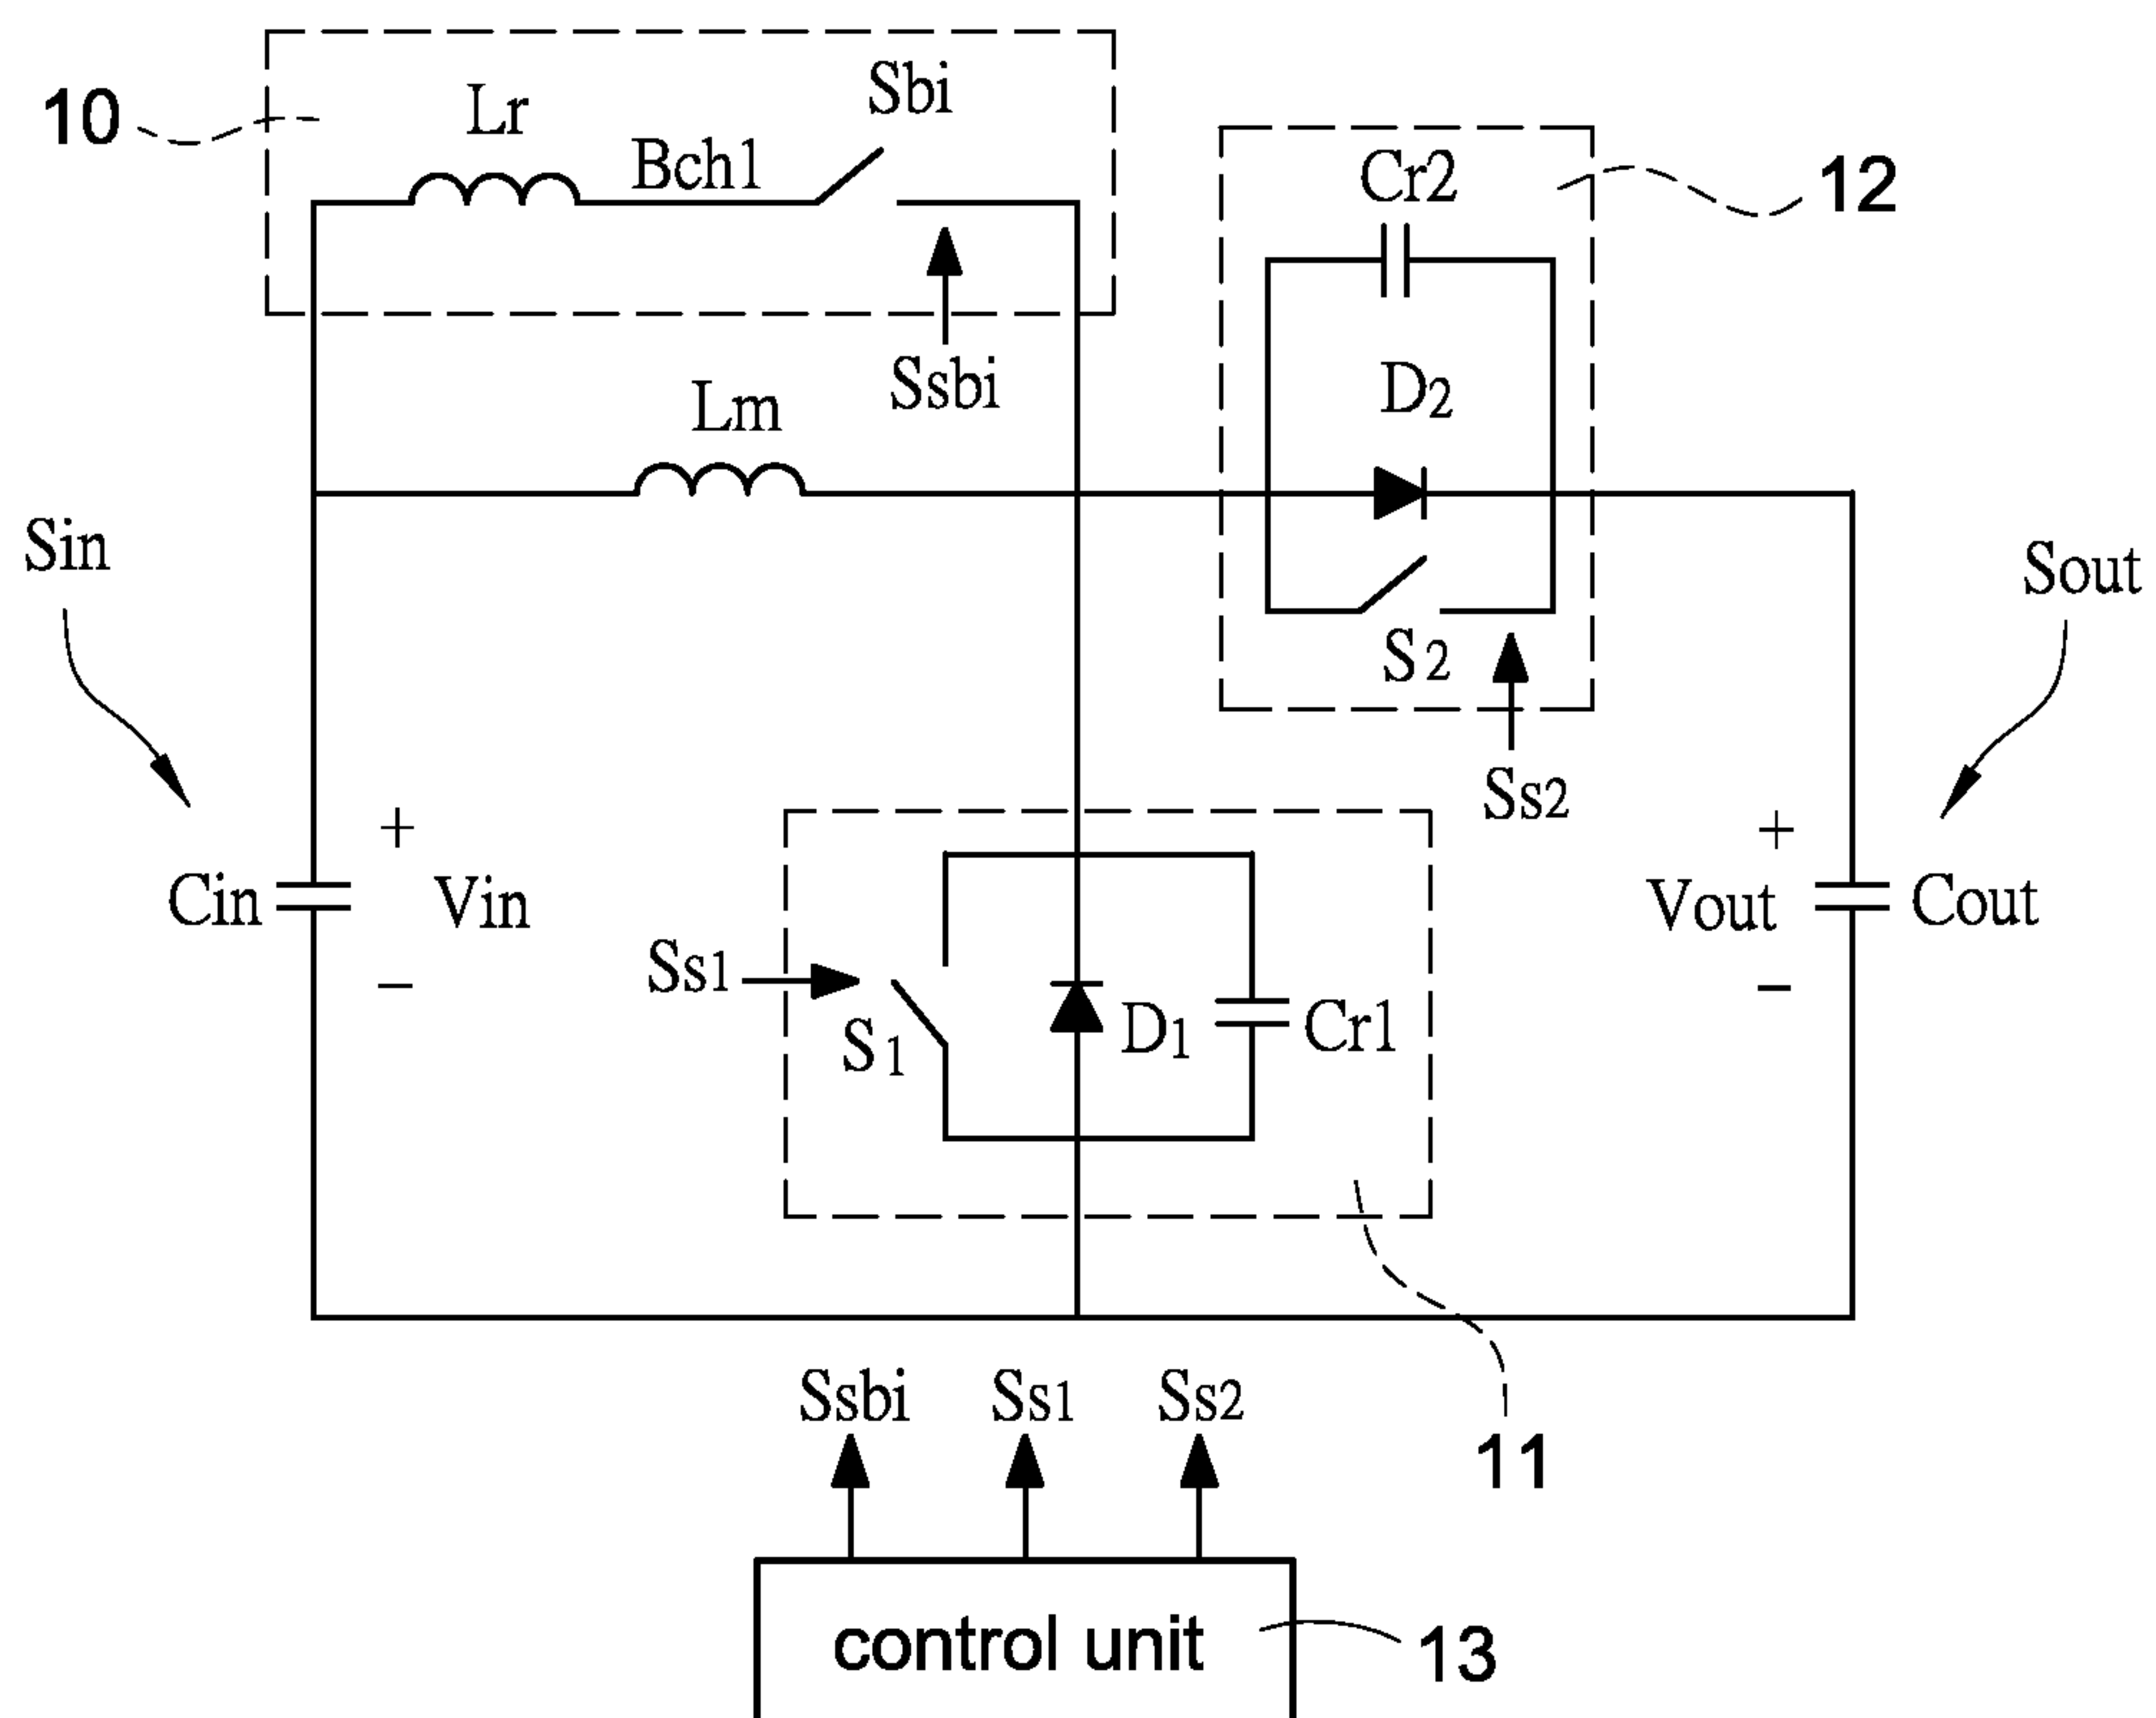 10
Lr
Bch1
Sbi
Ssbi
Lm
Cr2
12
D2
S2
Ss2
Sin
Sout
+
Cin
Vin
−
Ss1
S1
D1
Cr1
+
Vout
Cout
−
11
Ssbi
Ss1
Ss2
control unit
13